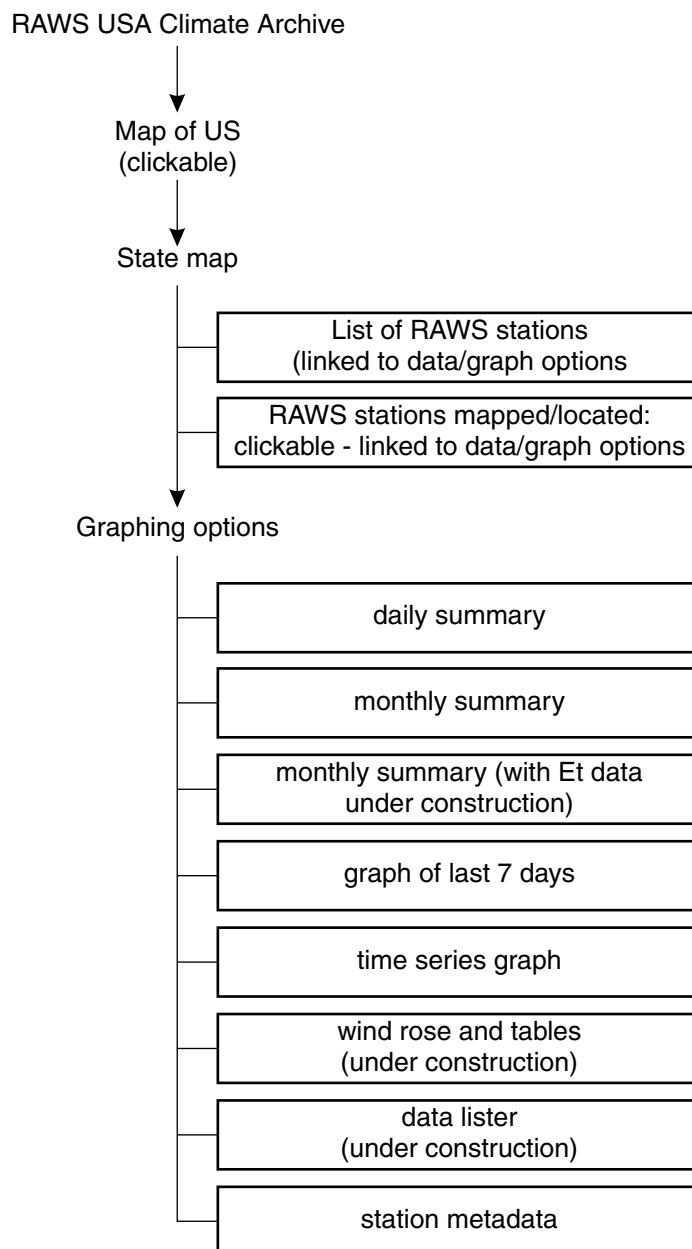 RAWS USA Climate Archive
Map of US
(clickable)
State map
List of RAWS stations
(linked to data/graph options
RAWS stations mapped/located:
clickable - linked to data/graph options
Graphing options
daily summary
monthly summary
monthly summary (with Et data
under construction)
graph of last 7 days
time series graph
wind rose and tables
(under construction)
data lister
(under construction)
station metadata